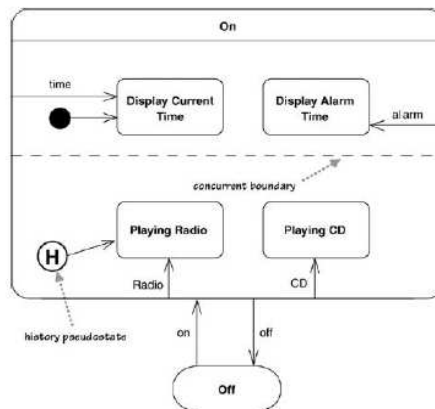 On
time
Display Current
Time
Display Alarm
Time
alarm
concurrent boundary
Playing Radio
Playing CD
H
Radio
CD
history pseudostate
on
off
Off